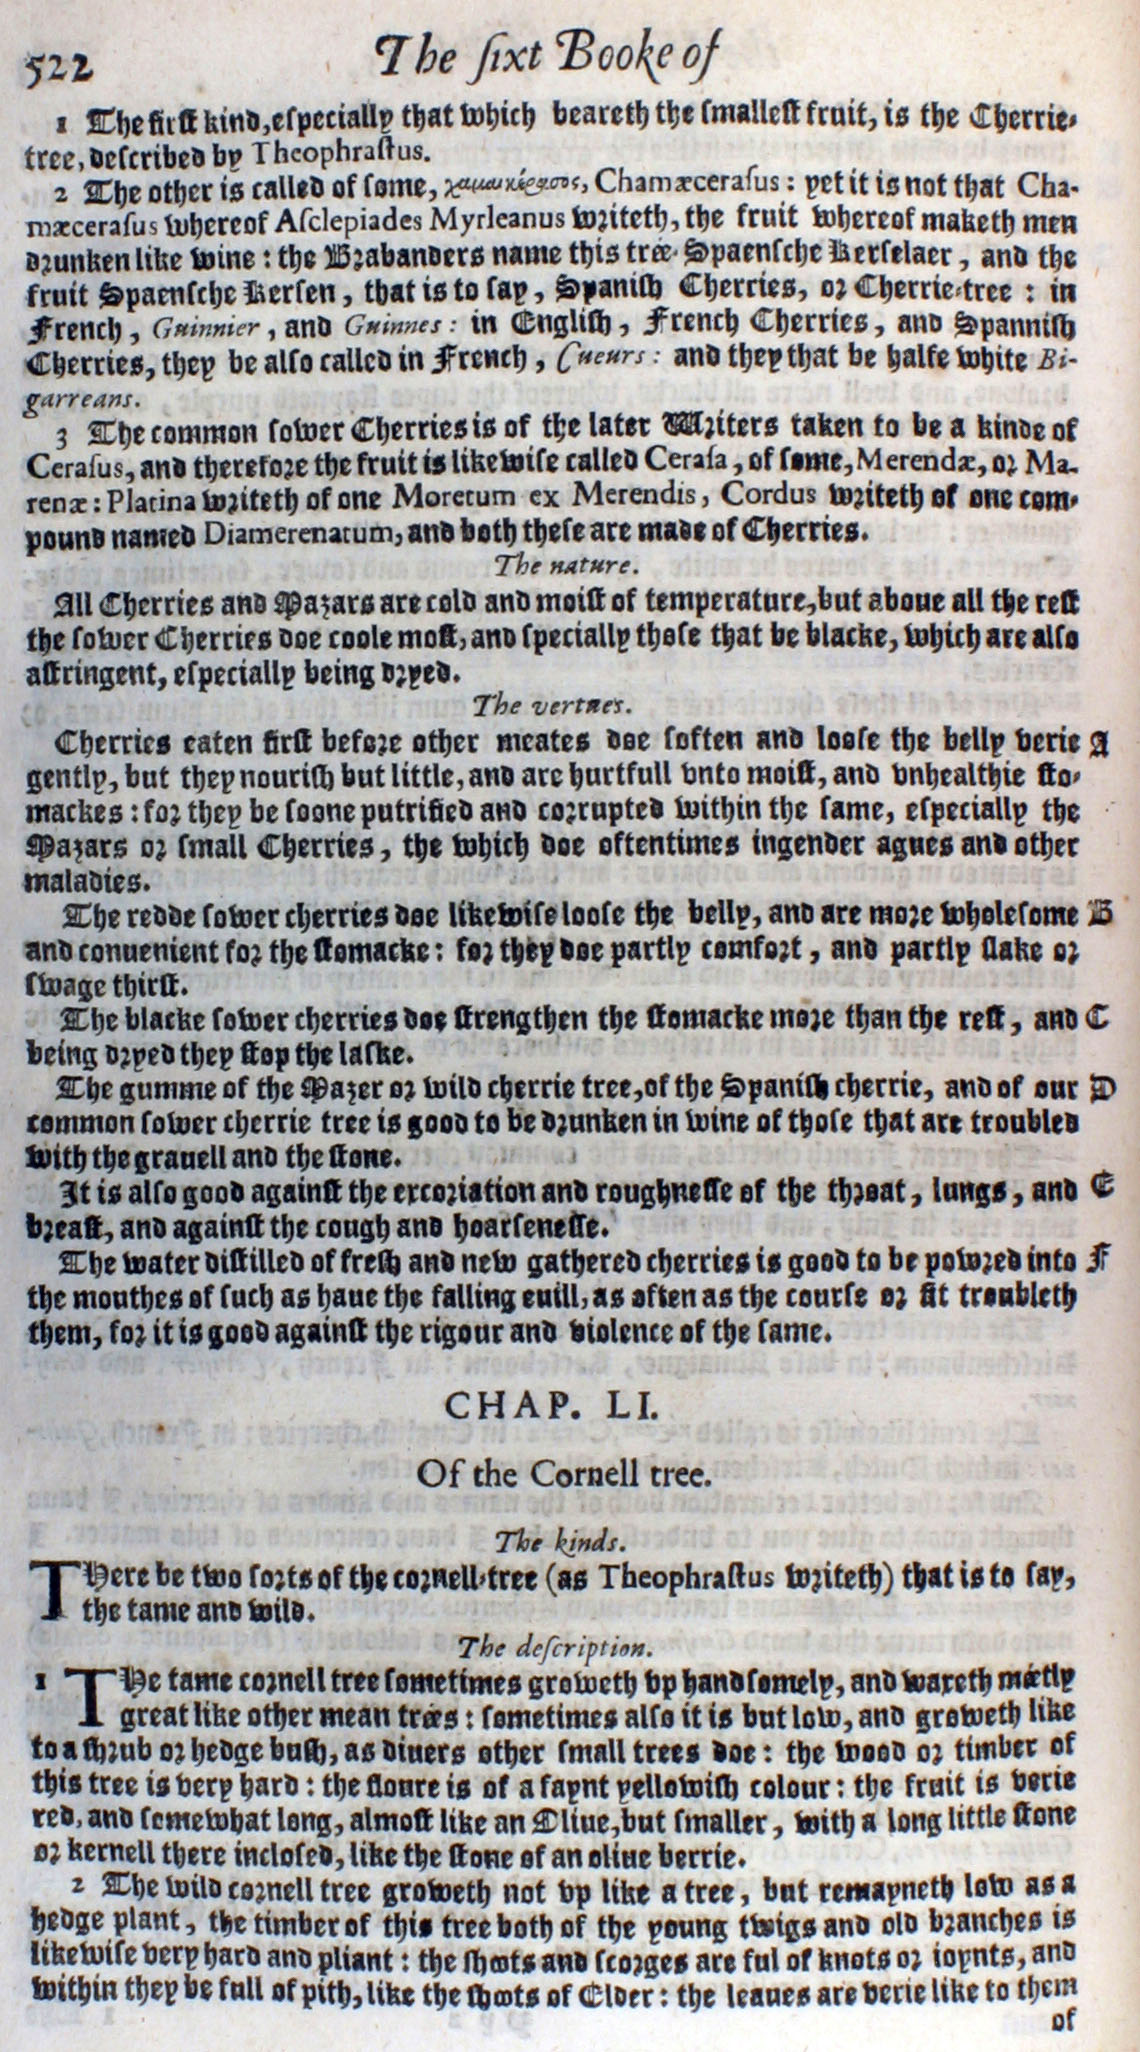 522 The ſixt Booke of
1 The firſt kind, eſpecially that which beareth the ſmalleſt fruit, is the Cherrie-
tree, deſcribed by Theophraſtus.
2 The other is called of ſome, χαμαικέρασος, Chamæceraſus: yet it is not that Cha-
mæceraſus whereof Aſclepiades Myrleanus writeth, the fruit whereof maketh men
drunken like wine: the Brabanders name this tree Spaenſche Kerſelaer, and the
fruit Spaenſche Kerſen, that is to ſay, Spaniſh Cherries, or Cherrie-tree: in
French, Guinnier, and Guinnes: in Engliſh, French Cherries, and Spanniſh
Cherries, they be alſo called in French, Cueurs: and they that be halfe white Bi-
garreans.
3 The common ſower Cherries is of the later Writers taken to be a kinde of
Ceraſus, and therefore the fruit is likewiſe called Ceraſa, of ſome, Merendæ, or Ma-
renæ: Platina writeth of one Moretum ex Merendis, Cordus writeth of one com-
pound named Diamerenatum, and both theſe are made of Cherries.
The nature.
All Cherries and Mazars are cold and moiſt of temperature, but aboue all the reſt
the ſower Cherries doe coole moſt, and ſpecially thoſe that be blacke, which are alſo
aſtringent, eſpecially being dryed.
The vertues.
Cherries eaten firſt before other meates doe ſoften and looſe the belly verie A
gently, but they nouriſh but little, and are hurtfull vnto moiſt, and vnhealthie ſto-
mackes: for they be ſoone putrified and corrupted within the ſame, eſpecially the
Mazars or ſmall Cherries, the which doe oftentimes ingender agues and other
maladies.
The redde ſower cherries doe likewiſe looſe the belly, and are more wholeſome B
and conuenient for the ſtomacke: for they doe partly comfort, and partly ſlake or
ſwage thirſt.
The blacke ſower cherries doe ſtrengthen the ſtomacke more than the reſt, and C
being dryed they ſtop the laſke.
The gumme of the Mazer or wild cherrie tree, of the Spaniſh cherrie, and of our D
common ſower cherrie tree is good to be drunken in wine of thoſe that are troubled
with the grauell and the ſtone.
It is alſo good againſt the excoriation and roughneſſe of the throat, lungs, and E
breaſt, and againſt the cough and hoarſeneſſe.
The water diſtilled of freſh and new gathered cherries is good to be powred into F
the mouthes of ſuch as haue the falling euill, as often as the courſe or fit troubleth
them, for it is good againſt the rigour and violence of the ſame.
CHAP. LI.
Of the Cornell tree.
The kinds.
THere be two ſorts of the cornell-tree (as Theophraſtus writeth) that is to ſay,
the tame and wild.
The deſcription.
1 THe tame cornell tree ſometimes groweth vp handſomely, and waxeth meetly
great like other mean trees: ſometimes alſo it is but low, and groweth like
to a ſhrub or hedge buſh, as diuers other ſmall trees doe: the wood or timber of
this tree is very hard: the floure is of a faynt yellowiſh colour: the fruit is verie
red, and ſomewhat long, almoſt like an Oliue, but ſmaller, with a long little ſtone
or kernell there incloſed, like the ſtone of an oliue berrie.
2 The wild cornell tree groweth not vp like a tree, but remayneth low as a
hedge plant, the timber of this tree both of the young twigs and old branches is
likewiſe very hard and pliant: the ſhoots and ſcorges are ful of knots or ioynts, and
within they be full of pith, like the ſhoots of Elder: the leaues are verie like to them
of